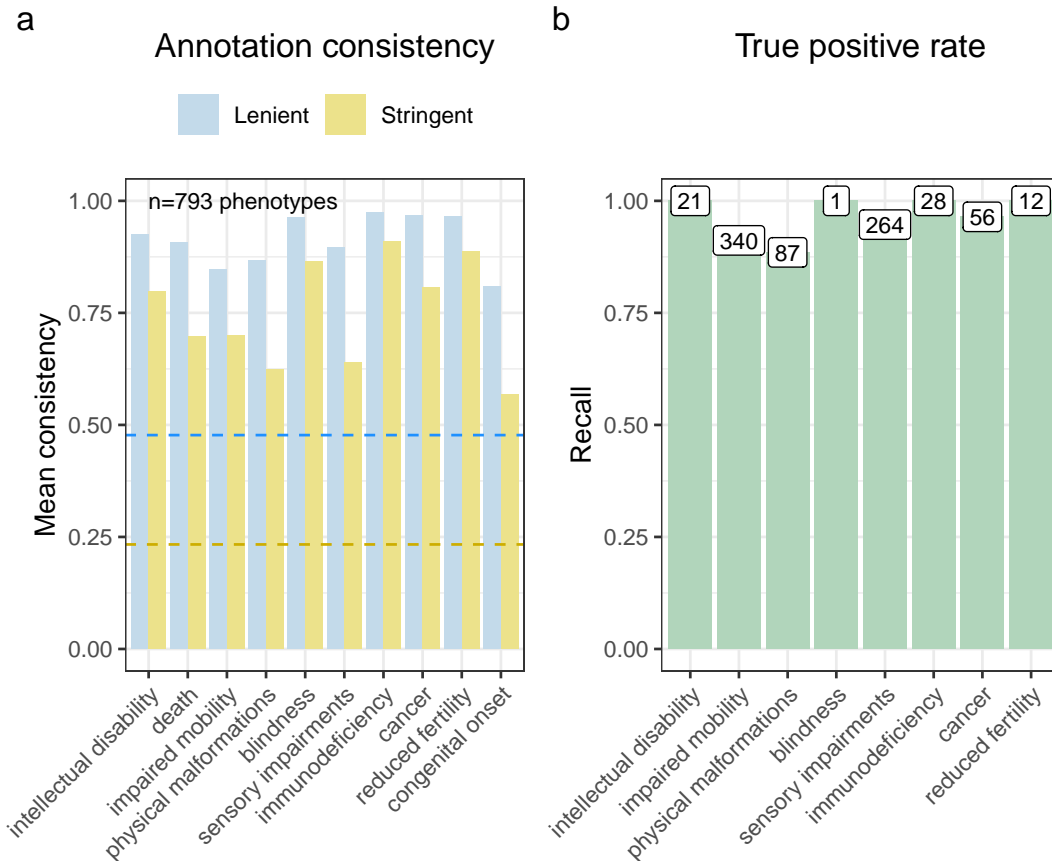 a
Annotation consistency
Lenient
Stringent
n=793 phenotypes
1.00
0.75
0.50
0.25
0.00
Mean consistency
intellectual disability
death
impaired mobility
physical malformations
blindness
sensory impairments
immunodeficiency
cancer
reduced fertility
congenital onset
b
True positive rate
1.00
0.75
0.50
0.25
0.00
Recall
21
340
87
1
264
28
56
12
intellectual disability
impaired mobility
physical malformations
blindness
sensory impairments
immunodeficiency
cancer
reduced fertility